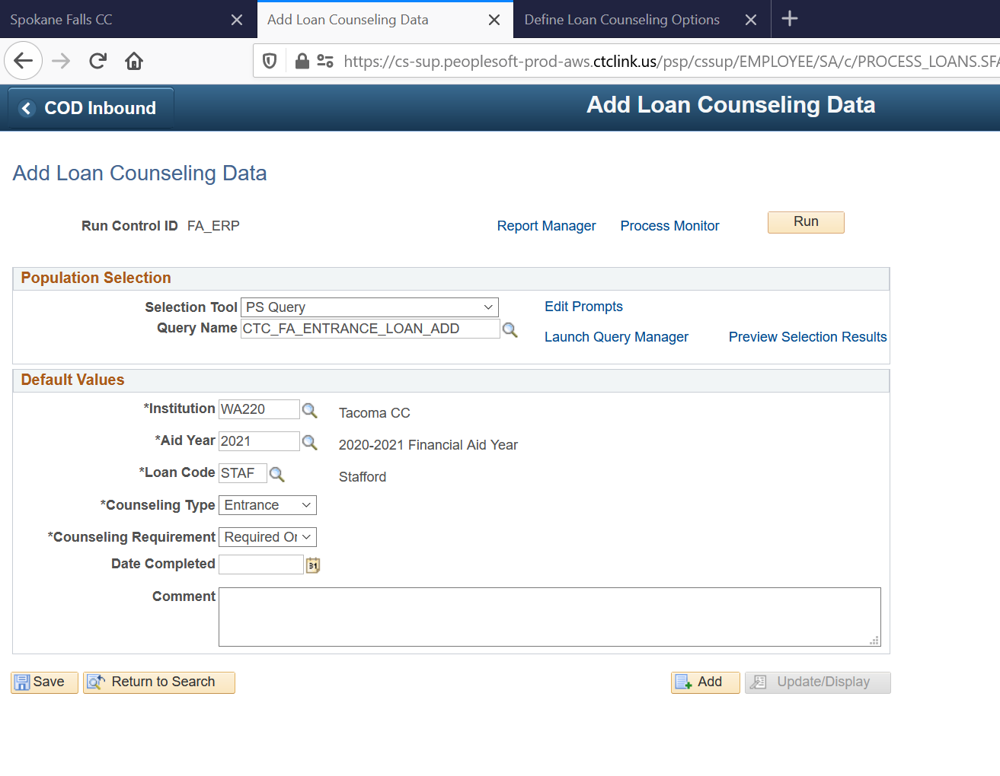 Spokane Falls CC
Add Loan Counseling Data
Define Loan Counseling Options
https://cs-sup.peoplesoft-prod-aws.ctclink.us/psp/cssup/EMPLOYEE/SA/c/PROCESS_LOANS.SFA
COD Inbound
Add Loan Counseling Data
Add Loan Counseling Data
Run Control ID FA_ERP
Report Manager
Process Monitor
Run
Population Selection
Selection Tool PS Query
Edit Prompts
Query Name CTC_FA_ENTRANCE_LOAN_ADD
Launch Query Manager
Preview Selection Results
Default Values
*Institution WA220
Tacoma CC
*Aid Year 2021
2020-2021 Financial Aid Year
*Loan Code STAF
Stafford
*Counseling Type Entrance
*Counseling Requirement Required
Date Completed
31
Comment
Save
Return to Search
Add
Update/Display